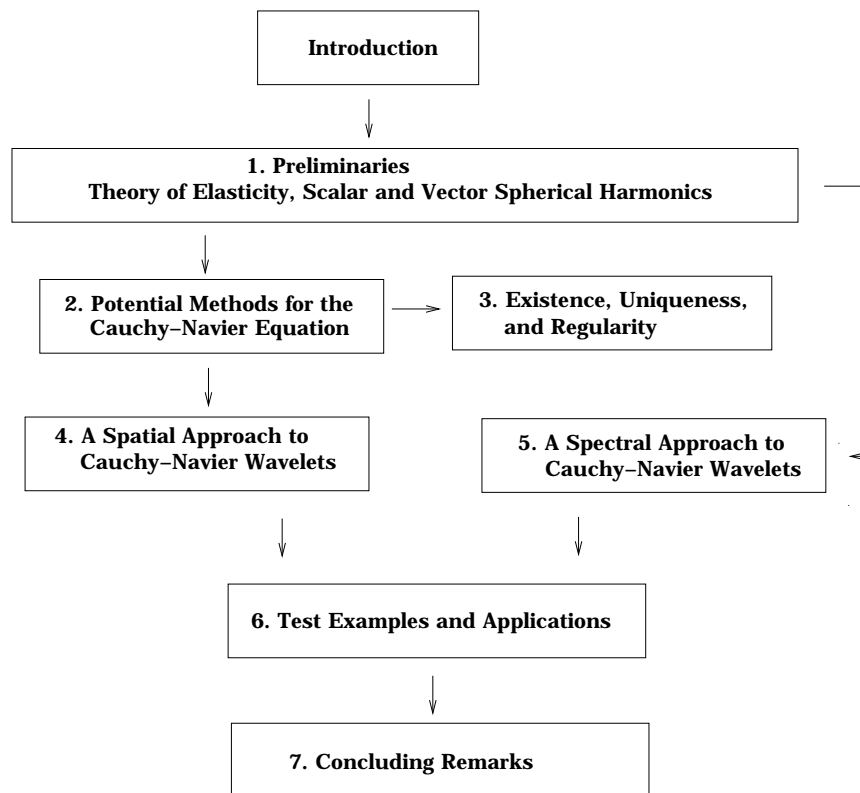 Introduction
1. Preliminaries
Theory of Elasticity, Scalar and Vector Spherical Harmonics
2. Potential Methods for the
Cauchy–Navier Equation
3. Existence, Uniqueness,
and Regularity
4. A Spatial Approach to
Cauchy–Navier Wavelets
5. A Spectral Approach to
Cauchy–Navier Wavelets
6. Test Examples and Applications
7. Concluding Remarks